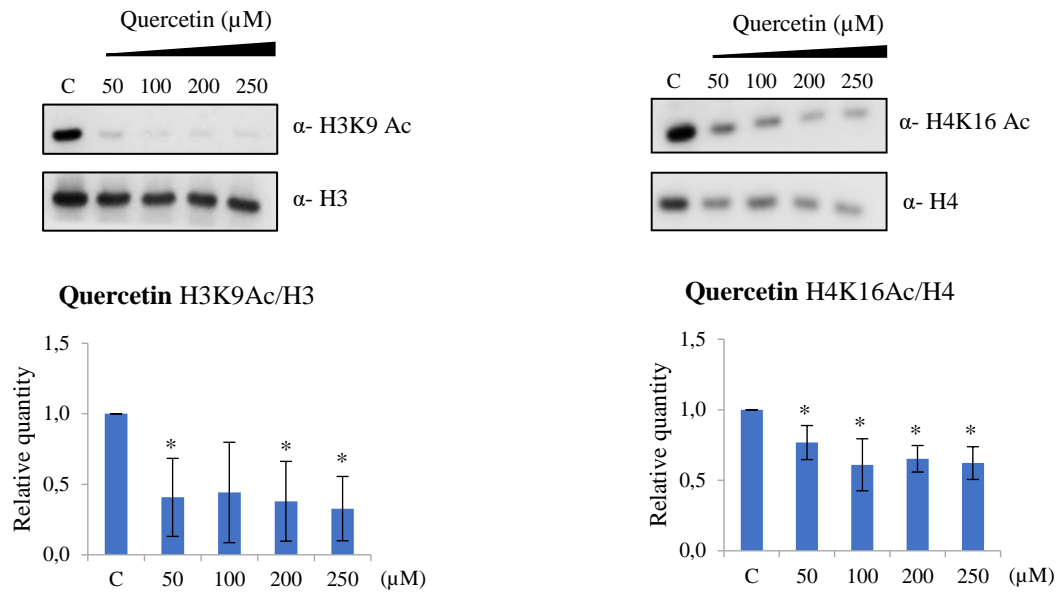 Quercetin (µM)
C 50 100 200 250
α- H3K9 Ac
α- H3
Quercetin H3K9Ac/H3
Relative quantity
1,5
1,0
0,5
0,0
* * *
C 50 100 200 250 (µM)
Quercetin (µM)
C 50 100 200 250
α- H4K16 Ac
α- H4
Quercetin H4K16Ac/H4
Relative quantity
1,5
1,0
0,5
0,0
* * * *
C 50 100 200 250 (µM)